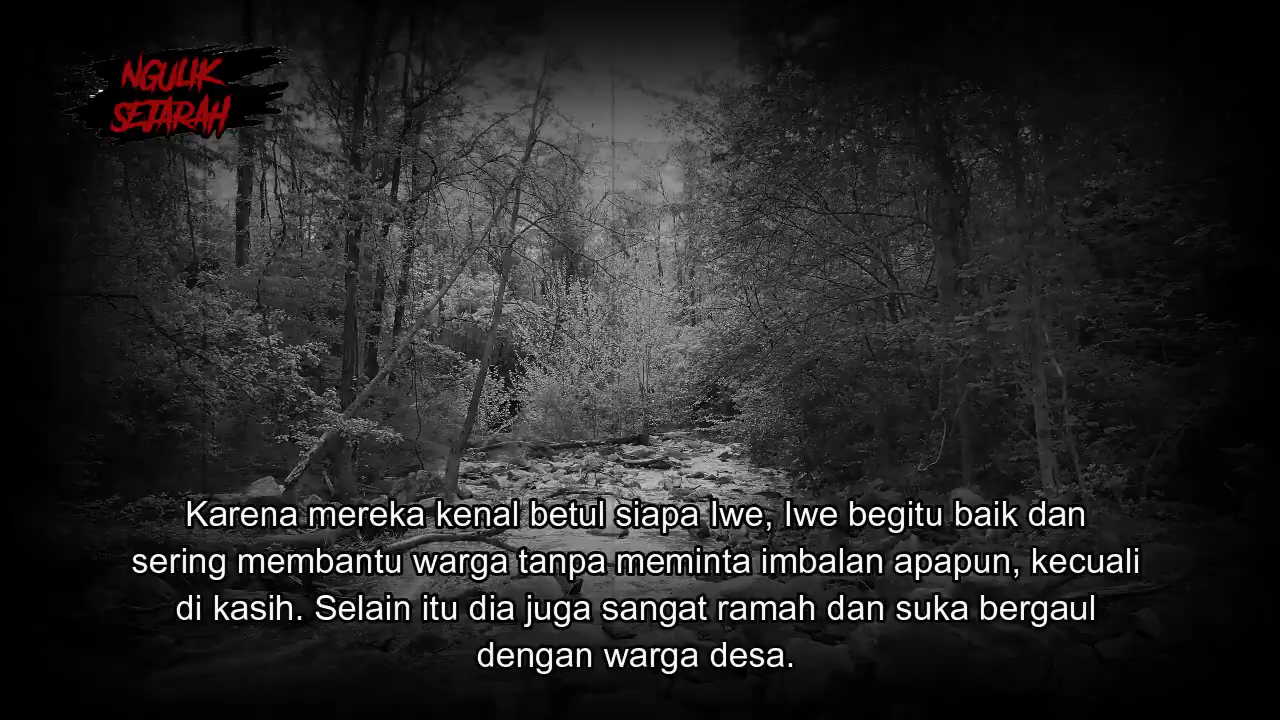 NGULIK
SEJARAH
Karena mereka kenal betul siapa Iwe, Iwe begitu baik dan
sering membantu warga tanpa meminta imbalan apapun, kecuali
di kasih. Selain itu dia juga sangat ramah dan suka bergaul
dengan warga desa.